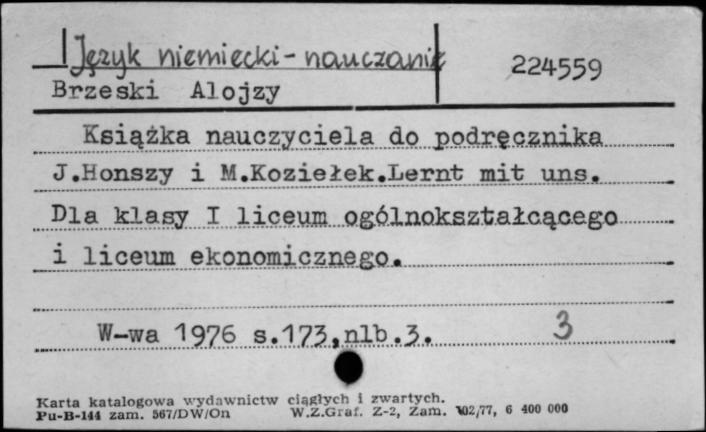 Język niemiecki - nauczanie
224559
Brzeski Alojzy
Książka nauczyciela do podręcznika
J.Honszy i M.Koziełek.Lernt mit uns.
Dla klasy I liceum ogólnokształcącego
i liceum ekonomicznego.
W-wa 1976 s.173,nlb.3.
3
Karta katalogowa wydawnictw ciągłych i zwartych.
Pu-B-144 zam. 567/DW/On W.Z.Graf. Z-2, Zam. 102/77, 6 400 000